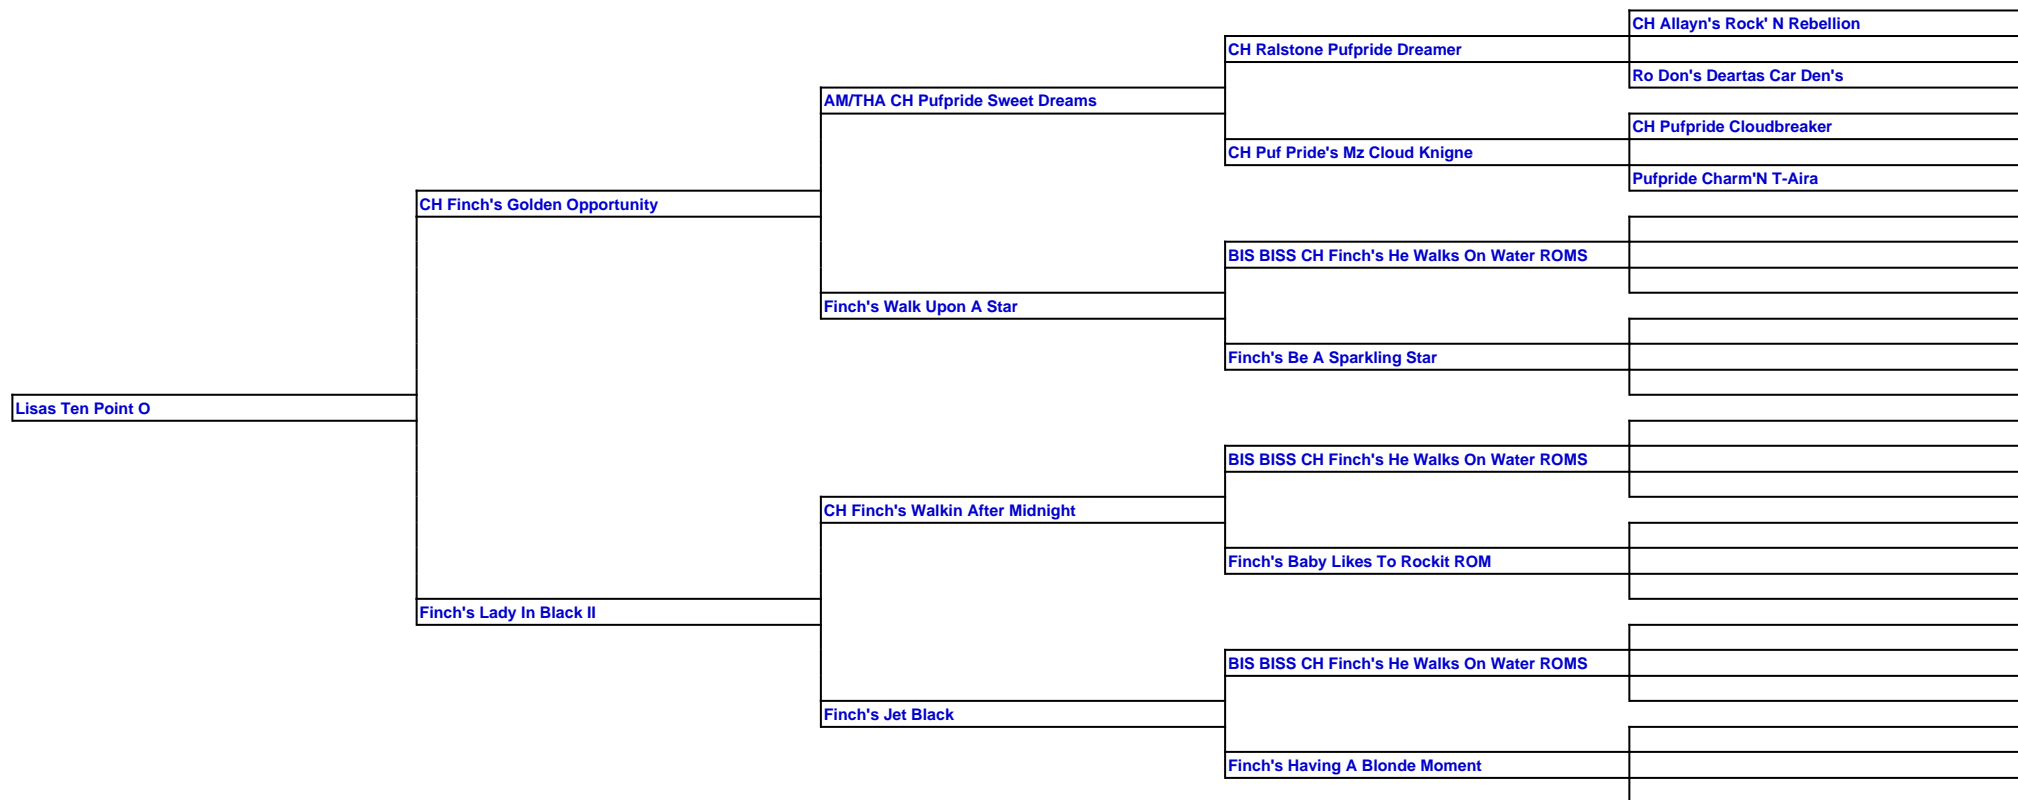 CH Allayn's Rock' N Rebellion
CH Ralstone Pufpride Dreamer
Ro Don's Deartas Car Den's
AM/THA CH Pufpride Sweet Dreams
CH Pufpride Cloudbreaker
CH Puf Pride's Mz Cloud Knigne
Pufpride Charm'N T-Aira
CH Finch's Golden Opportunity
BIS BISS CH Finch's He Walks On Water ROMS
Finch's Walk Upon A Star
Finch's Be A Sparkling Star
Lisas Ten Point O
BIS BISS CH Finch's He Walks On Water ROMS
CH Finch's Walkin After Midnight
Finch's Baby Likes To Rockit ROM
Finch's Lady In Black II
BIS BISS CH Finch's He Walks On Water ROMS
Finch's Jet Black
Finch's Having A Blonde Moment